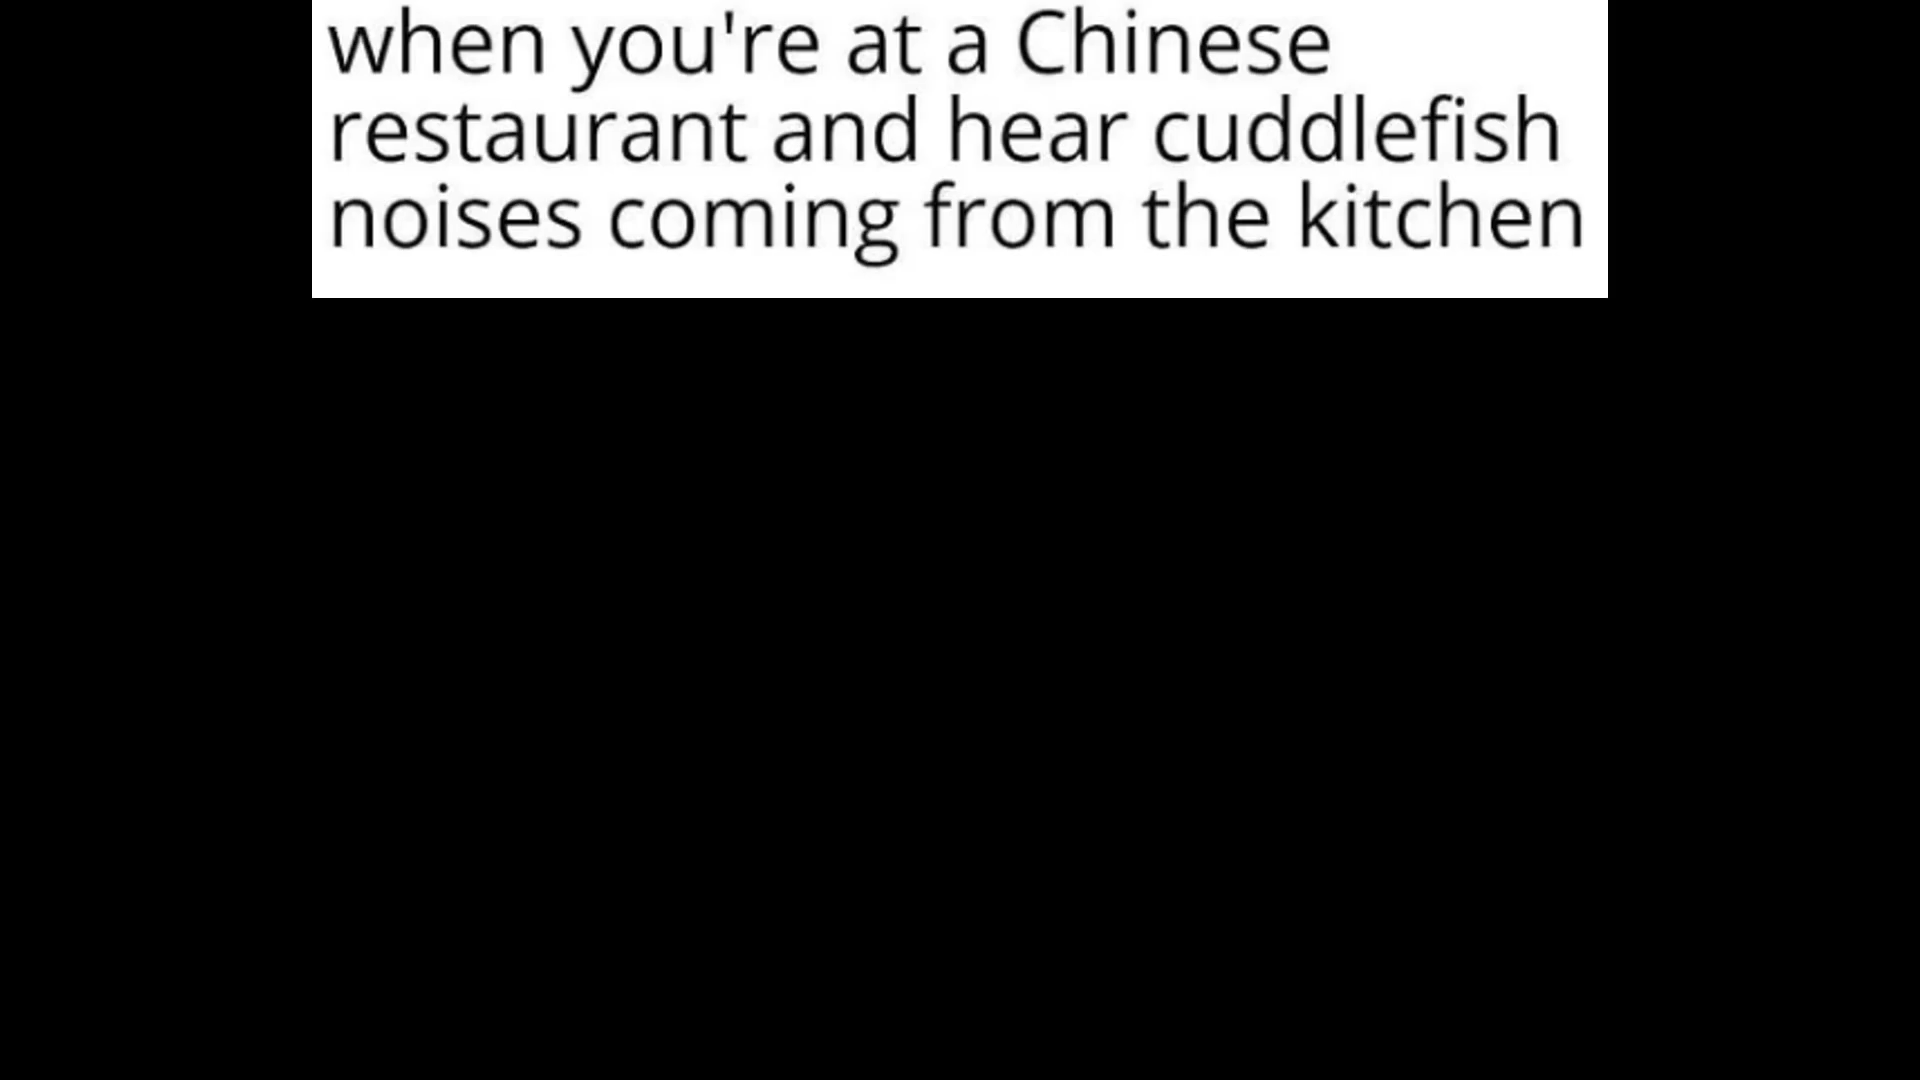 when you're at a Chinese
restaurant and hear cuddlefish
noises coming from the kitchen